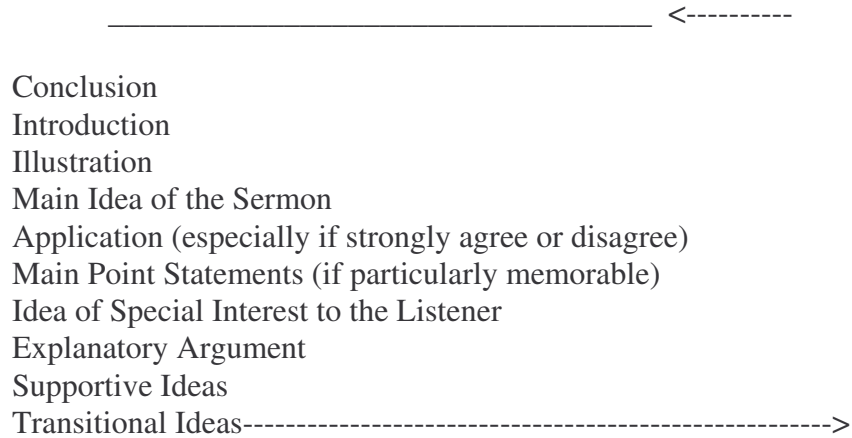 __________________________________ <----------
Conclusion
Introduction
Illustration
Main Idea of the Sermon
Application (especially if strongly agree or disagree)
Main Point Statements (if particularly memorable)
Idea of Special Interest to the Listener
Explanatory Argument
Supportive Ideas
Transitional Ideas-------------------------------------------------------->